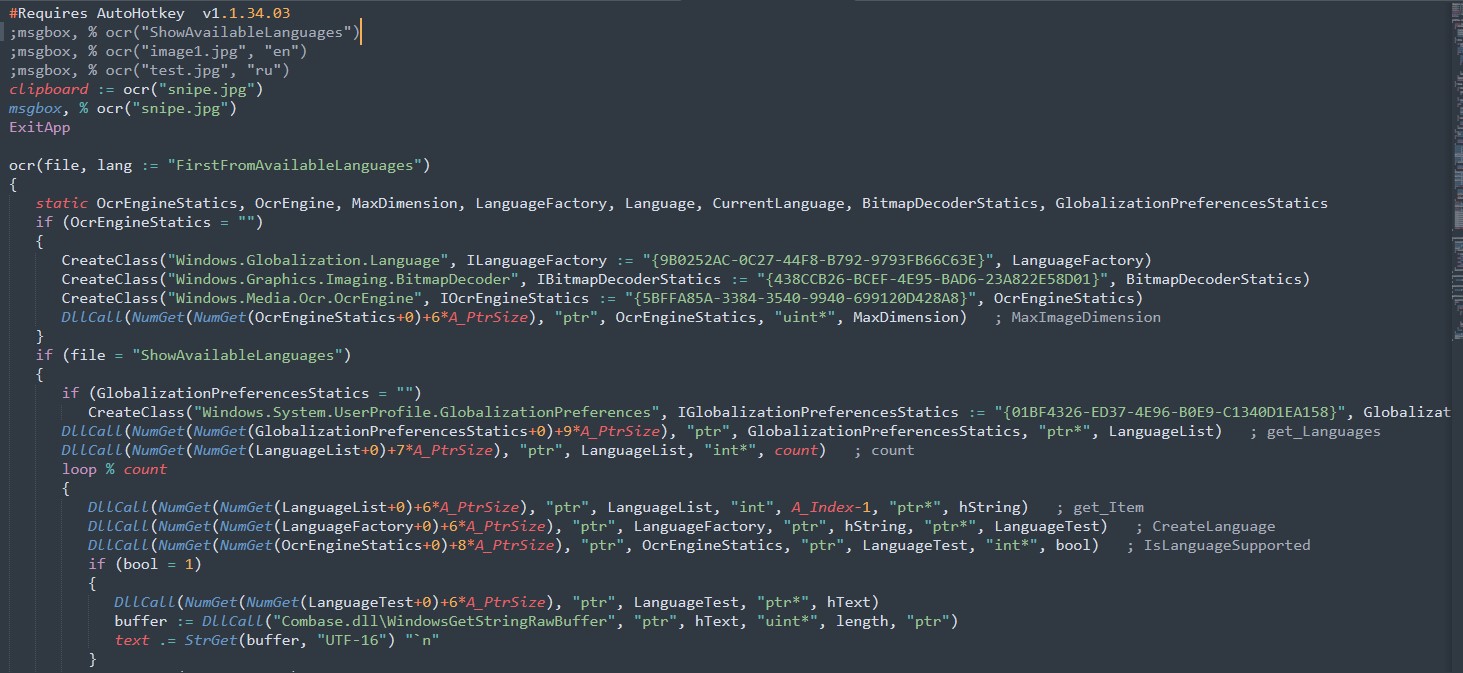 #Requires AutoHotkey  v1.1.34.03
;msgbox, % ocr("ShowAvailableLanguages")
;msgbox, % ocr("image1.jpg", "en")
;msgbox, % ocr("test.jpg", "ru")
clipboard := ocr("snipe.jpg")
msgbox, % ocr("snipe.jpg")
ExitApp

ocr(file, lang := "FirstFromAvailableLanguages")
{
   static OcrEngineStatics, OcrEngine, MaxDimension, LanguageFactory, Language, CurrentLanguage, BitmapDecoderStatics, GlobalizationPreferencesStatics
   if (OcrEngineStatics = "")
   {
      CreateClass("Windows.Globalization.Language", ILanguageFactory := "{9B0252AC-0C27-44F8-B792-9793FB66C63E}", LanguageFactory)
      CreateClass("Windows.Graphics.Imaging.BitmapDecoder", IBitmapDecoderStatics := "{438CCB26-BCEF-4E95-BAD6-23A822E58D01}", BitmapDecoderStatics)
      CreateClass("Windows.Media.Ocr.OcrEngine", IOcrEngineStatics := "{5BFFA85A-3384-3540-9940-699120D428A8}", OcrEngineStatics)
      DllCall(NumGet(NumGet(OcrEngineStatics+0)+6*A_PtrSize), "ptr", OcrEngineStatics, "uint*", MaxDimension)   ; MaxImageDimension
   }
   if (file = "ShowAvailableLanguages")
   {
      if (GlobalizationPreferencesStatics = "")
         CreateClass("Windows.System.UserProfile.GlobalizationPreferences", IGlobalizationPreferencesStatics := "{01BF4326-ED37-4E96-B0E9-C1340D1EA158}", Globalizat
      DllCall(NumGet(NumGet(GlobalizationPreferencesStatics+0)+9*A_PtrSize), "ptr", GlobalizationPreferencesStatics, "ptr*", LanguageList)   ; get_Languages
      DllCall(NumGet(NumGet(LanguageList+0)+7*A_PtrSize), "ptr", LanguageList, "int*", count)   ; count
      loop % count
      {
         DllCall(NumGet(NumGet(LanguageList+0)+6*A_PtrSize), "ptr", LanguageList, "int", A_Index-1, "ptr*", hString)   ; get_Item
         DllCall(NumGet(NumGet(LanguageFactory+0)+6*A_PtrSize), "ptr", LanguageFactory, "ptr", hString, "ptr*", LanguageTest)   ; CreateLanguage
         DllCall(NumGet(NumGet(OcrEngineStatics+0)+8*A_PtrSize), "ptr", OcrEngineStatics, "ptr", LanguageTest, "int*", bool)   ; IsLanguageSupported
         if (bool = 1)
         {
            DllCall(NumGet(NumGet(LanguageTest+0)+6*A_PtrSize), "ptr", LanguageTest, "ptr*", hText)
            buffer := DllCall("Combase.dll\WindowsGetStringRawBuffer", "ptr", hText, "uint*", length, "ptr")
            text .= StrGet(buffer, "UTF-16") "`n"
         }